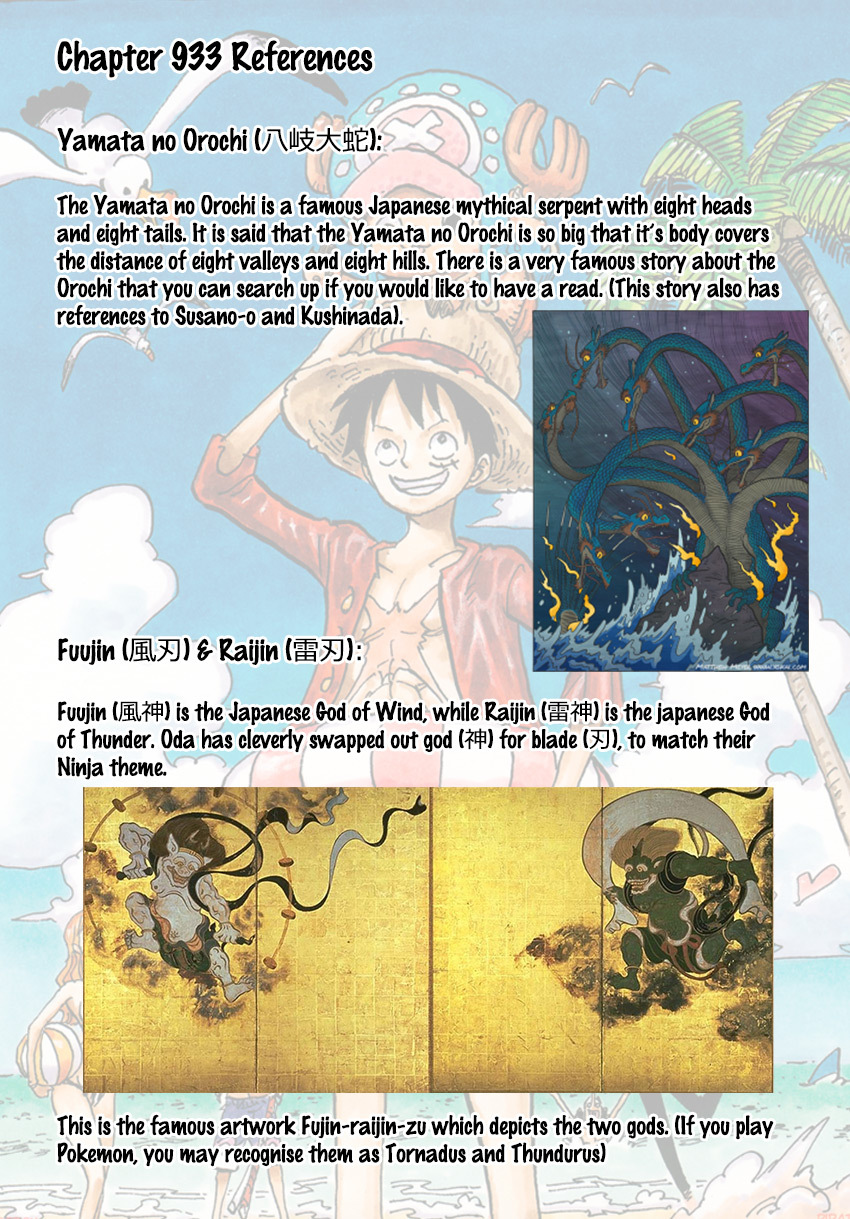 Chapter 933 References
Yamata no Orochi (八岐大蛇):
The Yamata no Orochi is a famous Japanese mythical serpent with eight heads
and eight tails. It is said that the Yamata no Orochi is so big that it's body covers
the distance of eight valleys and eight hills. There is a very famous story about the
Orochi that you can search up if you would like to have a read. (This story also has
references to Susano-o and Kushinada).
Fuujin (風刃) & Raijin (雷刃):
Fuujin (風神) is the Japanese God of Wind, while Raijin (雷神) is the japanese God
of Thunder. Oda has cleverly swapped out god (神) for blade (刃), to match their
Ninja theme.
This is the famous artwork Fujin-raijin-zu which depicts the two gods. (If you play
Pokemon, you may recognise them as Tornadus and Thundurus)